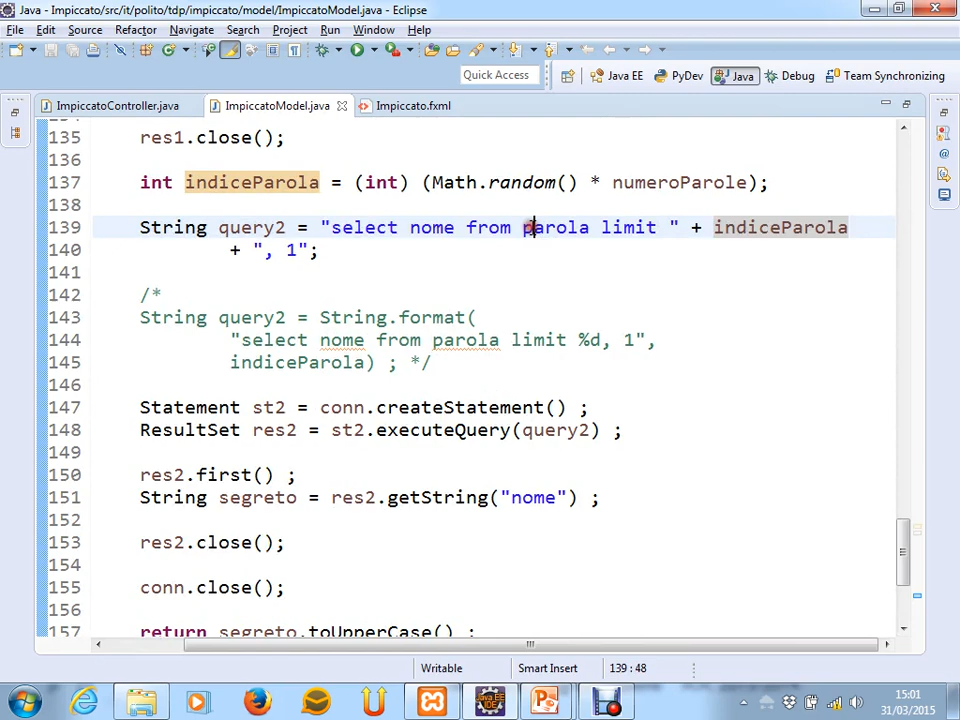 Java - Impiccato/src/it/polito/tdp/impiccato/model/ImpiccatoModel.java - Eclipse
File Edit Source Refactor Navigate Search Project Run Window Help
Quick Access Java EE PyDev Java Debug Team Synchronizing
ImpiccatoController.java ImpiccatoModel.java Impiccato.fxml
135 res1.close();
136
137 int indiceParola = (int) (Math.random() * numeroParole);
138
139 String query2 = "select nome from parola limit " + indiceParola
140 + ", 1";
141
142 /*
143 String query2 = String.format(
144 "select nome from parola limit %d, 1",
145 indiceParola) ; */
146
147 Statement st2 = conn.createStatement() ;
148 ResultSet res2 = st2.executeQuery(query2) ;
149
150 res2.first() ;
151 String segreto = res2.getString("nome") ;
152
153 res2.close();
154
155 conn.close();
156
157 return segreto.toUpperCase() ;
Writable Smart Insert 139 : 48
15:01
31/03/2015